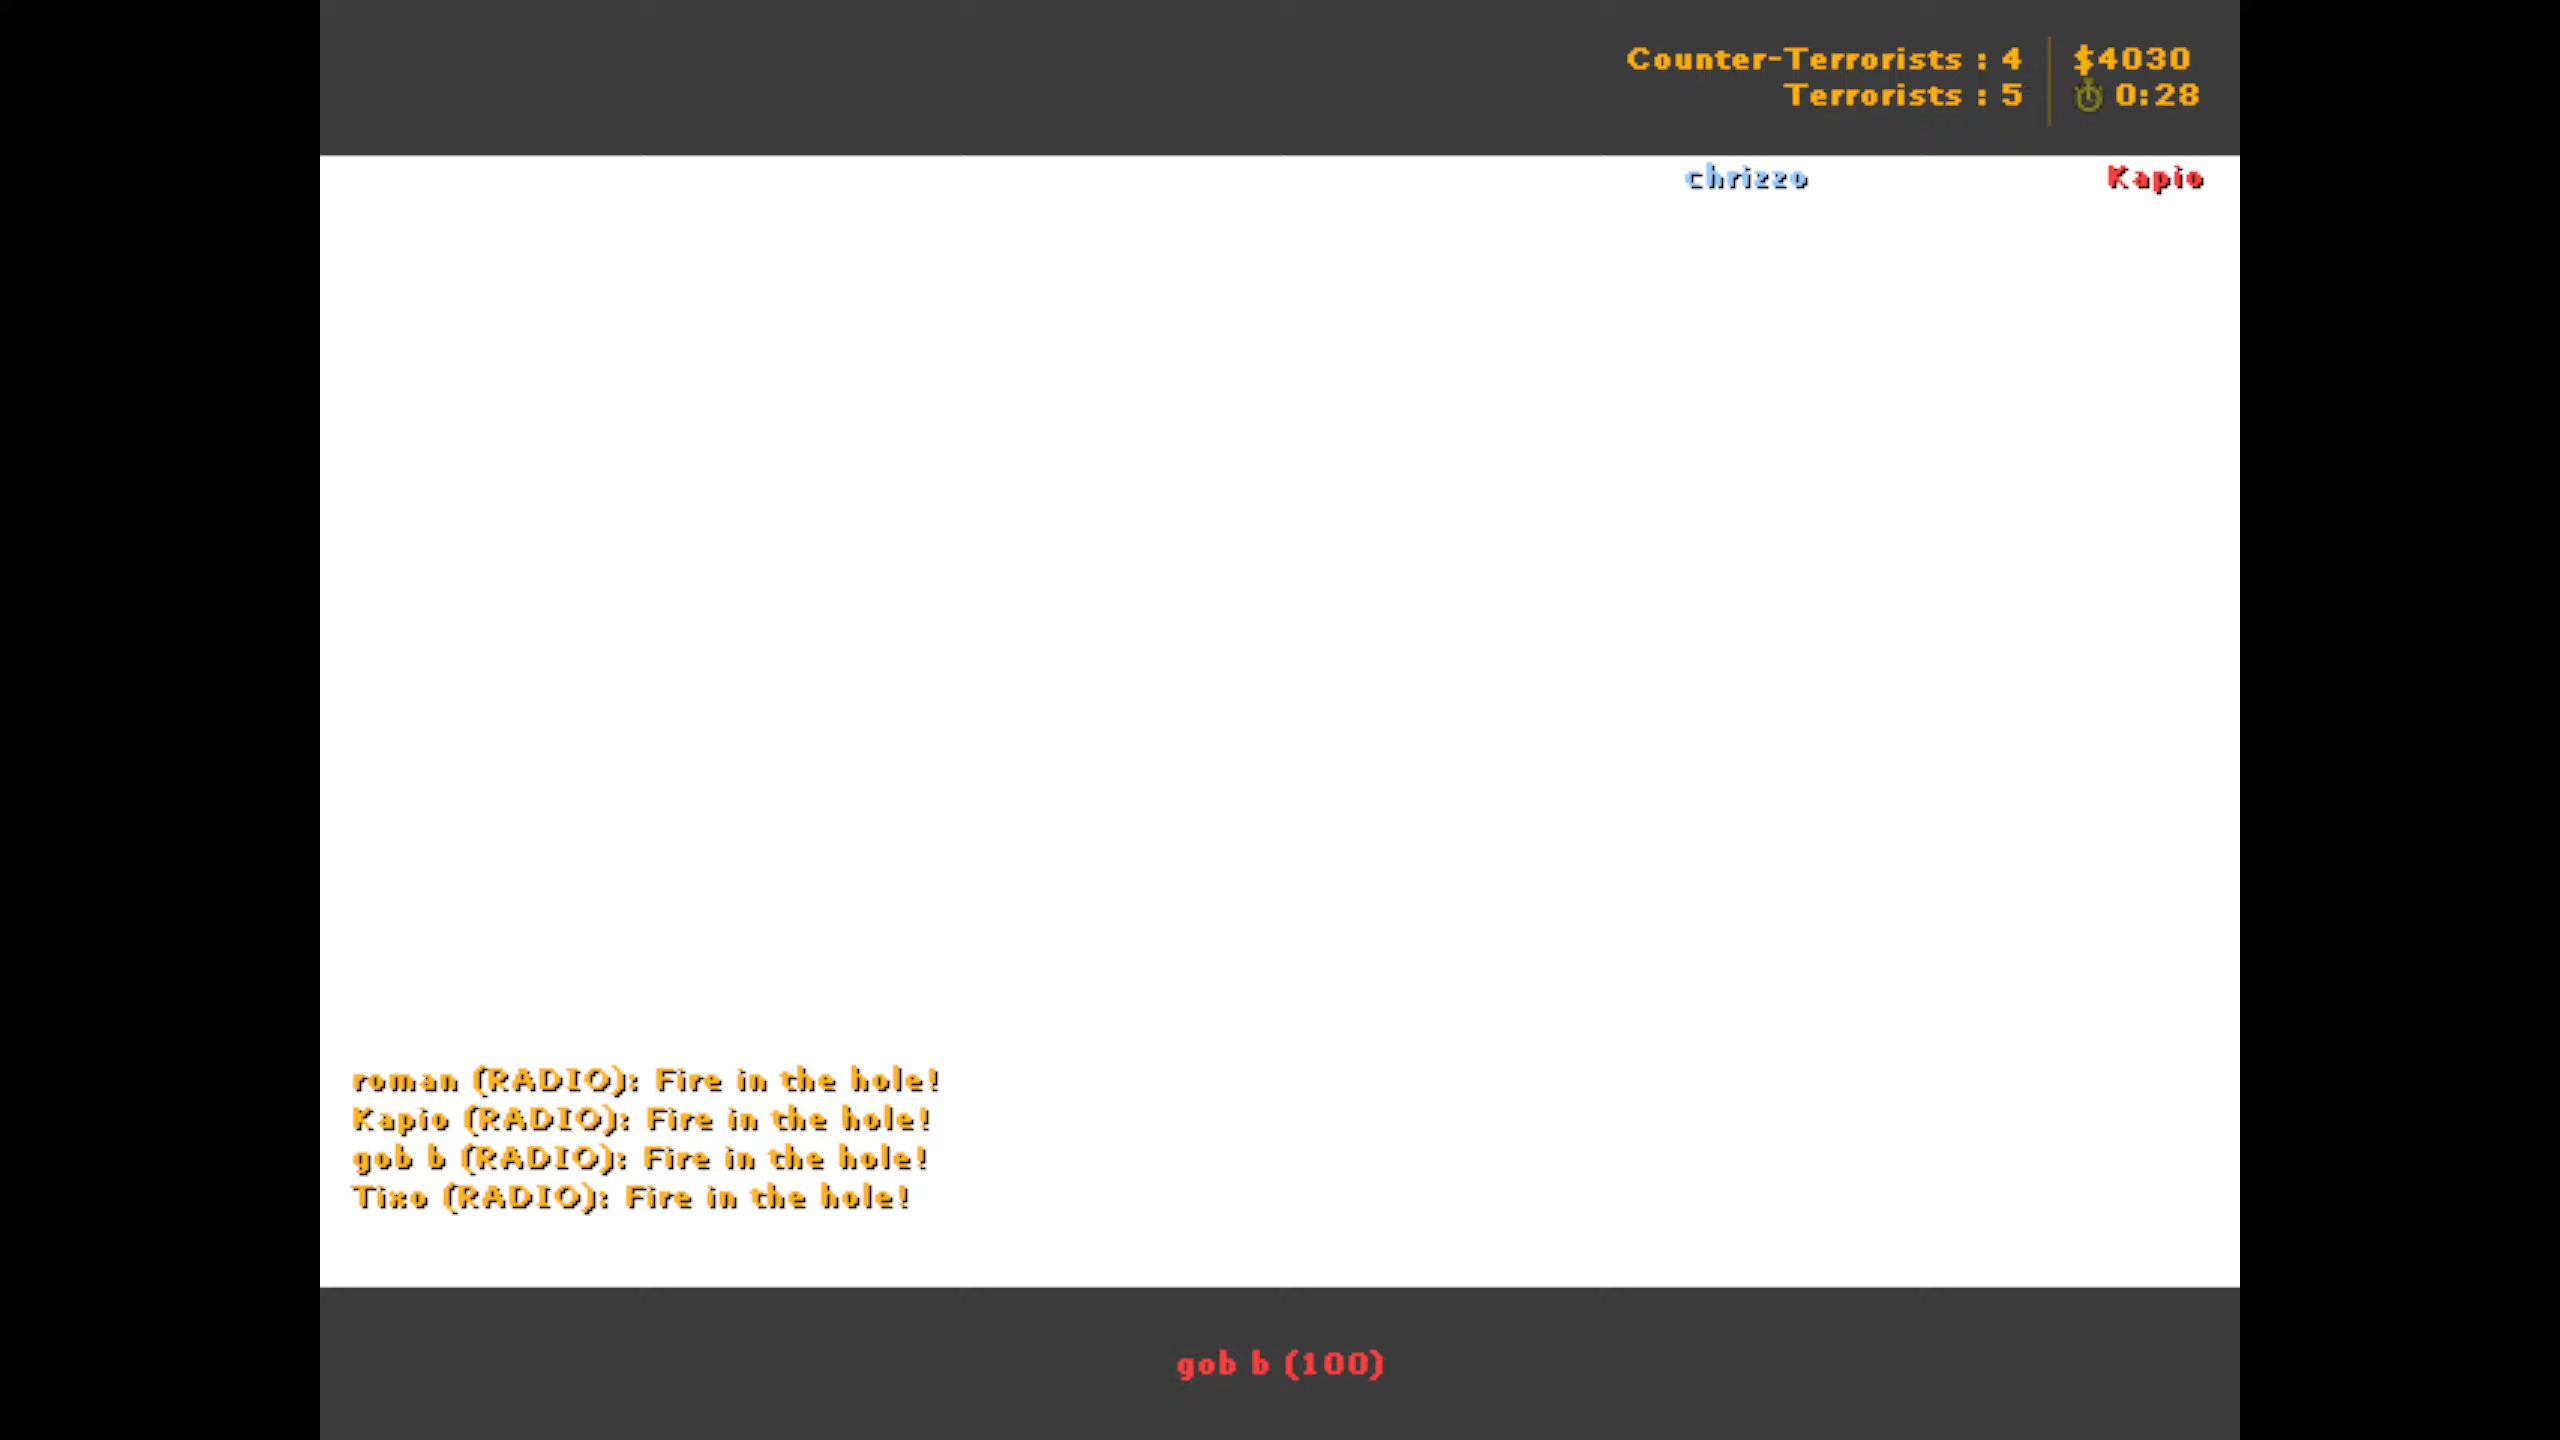 Counter-Terrorists : 4
$4030
Terrorists : 5
0:28
chrizzo
Kapio
roman (RADIO): Fire in the hole!
Kapio (RADIO): Fire in the hole!
gob b (RADIO): Fire in the hole!
Tixo (RADIO): Fire in the hole!
gob b (100)